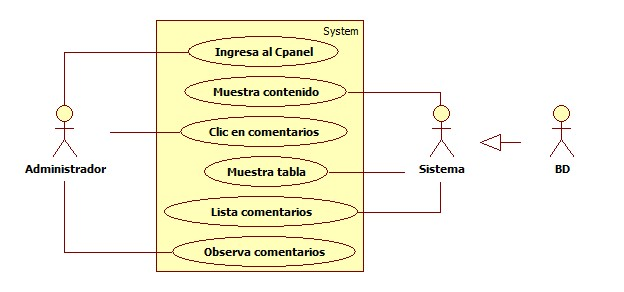 System
Ingresa al Cpanel
Muestra contenido
Clic en comentarios
Administrador
Muestra tabla
Sistema
BD
Lista comentarios
Observa comentarios